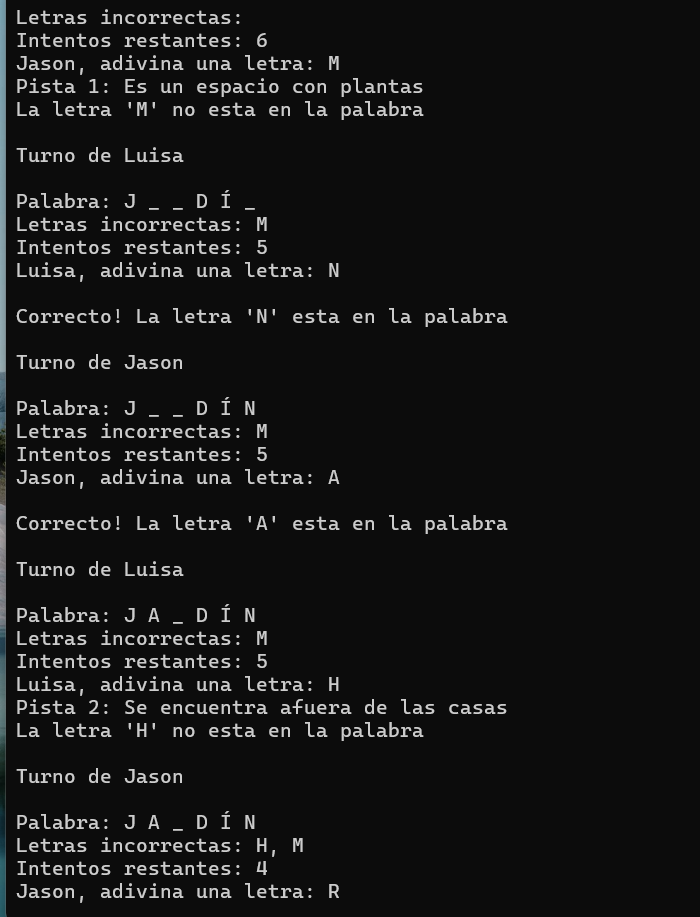 Letras incorrectas:
Intentos restantes: 6
Jason, adivina una letra: M
Pista 1: Es un espacio con plantas
La letra 'M' no esta en la palabra
Turno de Luisa
Palabra: J _ _ D Í _
Letras incorrectas: M
Intentos restantes: 5
Luisa, adivina una letra: N
Correcto! La letra 'N' esta en la palabra
Turno de Jason
Palabra: J _ _ D Í N
Letras incorrectas: M
Intentos restantes: 5
Jason, adivina una letra: A
Correcto! La letra 'A' esta en la palabra
Turno de Luisa
Palabra: J A _ D Í N
Letras incorrectas: M
Intentos restantes: 5
Luisa, adivina una letra: H
Pista 2: Se encuentra afuera de las casas
La letra 'H' no esta en la palabra
Turno de Jason
Palabra: J A _ D Í N
Letras incorrectas: H, M
Intentos restantes: 4
Jason, adivina una letra: R